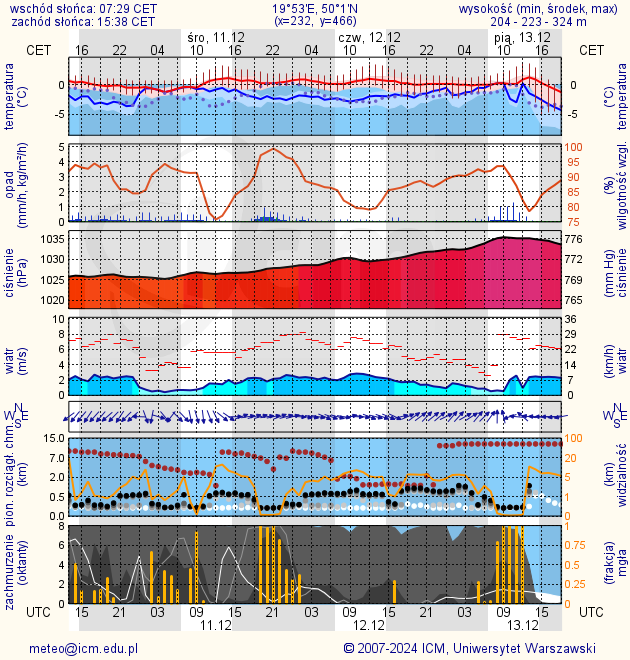 wschód słońca: 07:29 CET 19°53'E, 50°1'N wysokość (min, środek, max)
zachód słońca: 15:38 CET (x=232, y=466) 204 - 223 - 324 m
śro, 11.12 czw, 12.12 pią, 13.12
CET 16 22 04 10 16 22 04 10 16 22 04 10 16 CET
temperatura (°C) 0 -5 0 -5 temperatura (°C)
opad (mm/h, kg/m²/h) 5 4 3 2 1 0 100 95 90 85 80 75 (%) wilgotność wzgl.
ciśnienie (hPa) 1035 1030 1025 1020 776 772 769 765 (mm Hg) ciśnienie
wiatr (m/s) 10 8 6 4 2 0 36 29 22 14 7 0 (km/h) wiatr
N W E S N W E S
pion. rozciągł. chm. (km) 15.0 7.0 2.0 0.5 0.2 0.0 100 20 10 5 1 0 (km) widzialność
zachmurzenie (oktanty) 8 6 4 2 0 1 0.75 0.5 0.25 0 (frakcja) mgła
UTC 15 21 03 09 15 21 03 09 15 21 03 09 15 UTC
11.12 12.12 13.12
meteo@icm.edu.pl © 2007-2024 ICM, Uniwersytet Warszawski